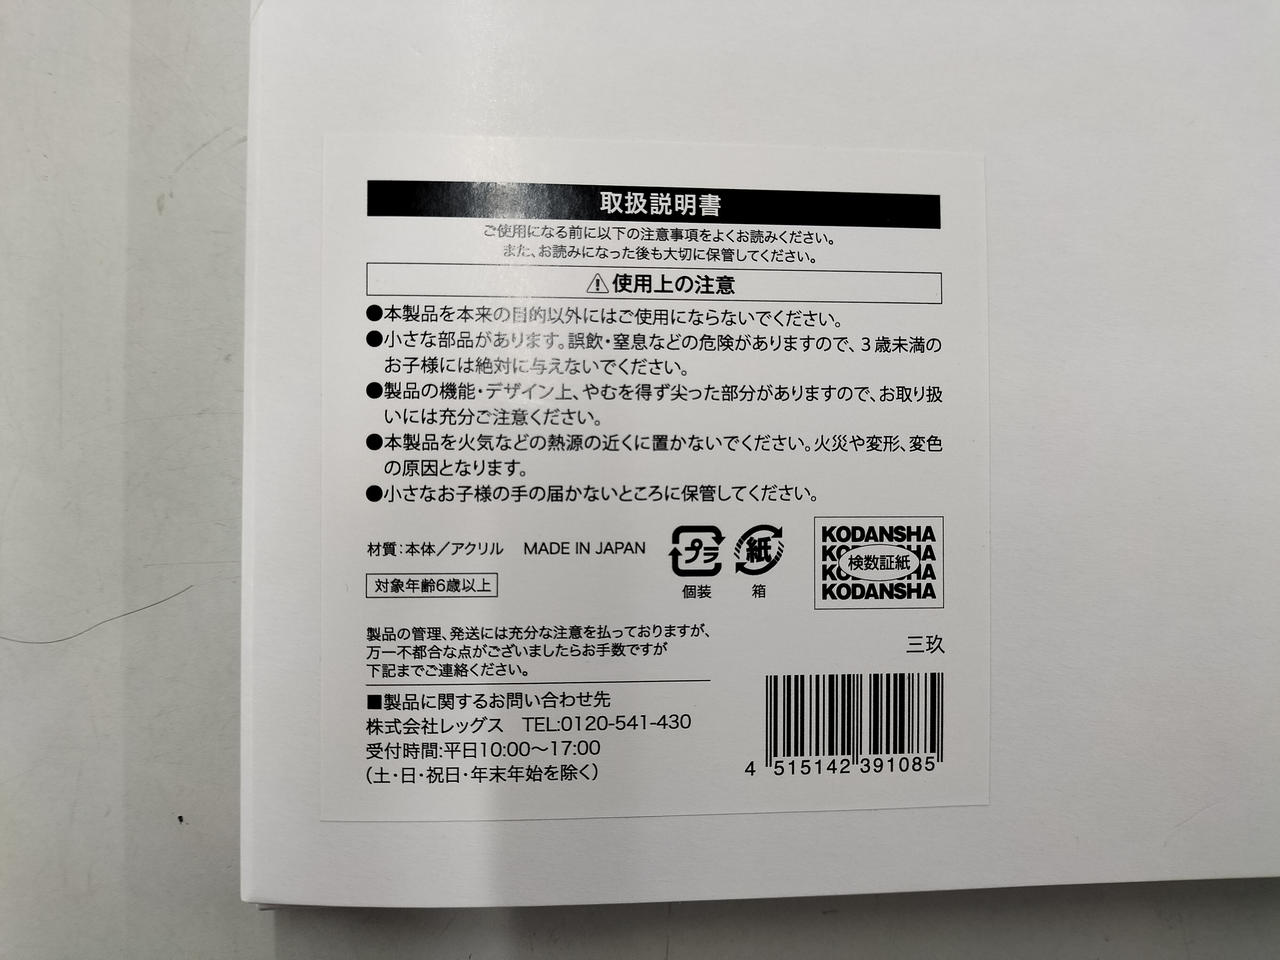 取扱説明書
ご使用になる前に以下の注意事項をよくお読みください。
また、お読みになった後も大切に保管してください。
⚠使用上の注意
●本製品を本来の目的以外にはご使用にならないでください。
●小さな部品があります。誤飲・窒息などの危険がありますので、3歳未満の
お子様には絶対に与えないでください。
●製品の機能・デザイン上、やむを得ず尖った部分がありますので、お取り扱
いには充分ご注意ください。
●本製品を火気などの熱源の近くに置かないでください。火災や変形、変色
の原因となります。
●小さなお子様の手の届かないところに保管してください。
材質:本体/アクリル MADE IN JAPAN
対象年齢6歳以上
プラ
個装
紙
箱
KODANSHA
KODANSHA
検数証紙
KODANSHA
KODANSHA
製品の管理、発送には充分な注意を払っておりますが、
万一不都合な点がございましたらお手数ですが
下記までご連絡ください。
■製品に関するお問い合わせ先
株式会社レッグス TEL:0120-541-430
受付時間:平日10:00〜17:00
(土・日・祝日・年末年始を除く)
三玖
4 515142 391085